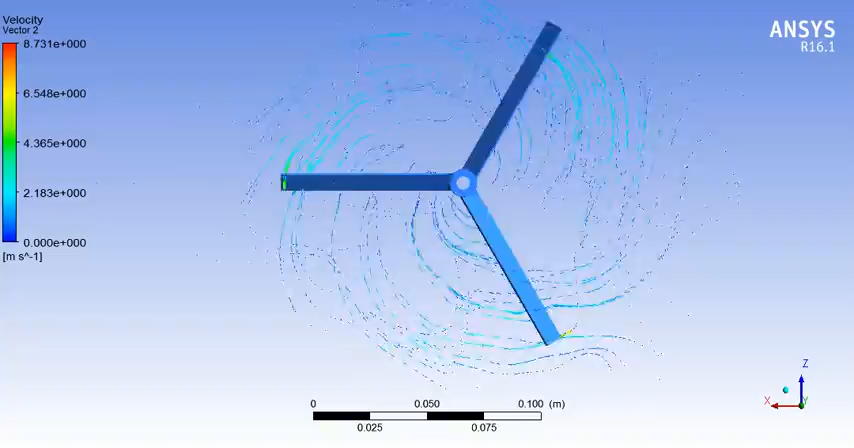 Velocity
Vector 2
8.731e+000
6.548e+000
4.365e+000
2.183e+000
0.000e+000
[m s^-1]
ANSYS
R16.1
0 0.050 0.100 (m)
0.025 0.075
Z
X Y